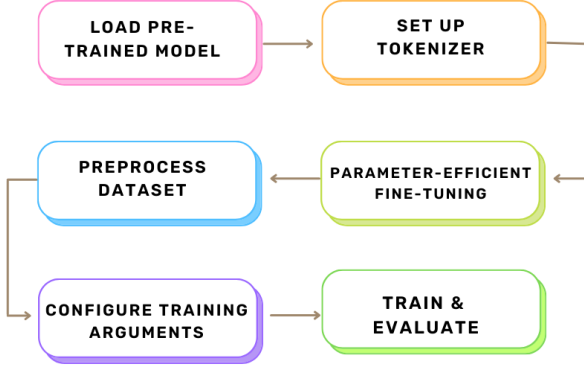 LOAD PRE-
TRAINED MODEL
SET UP
TOKENIZER
PARAMETER-EFFICIENT
FINE-TUNING
PREPROCESS
DATASET
CONFIGURE TRAINING
ARGUMENTS
TRAIN &
EVALUATE